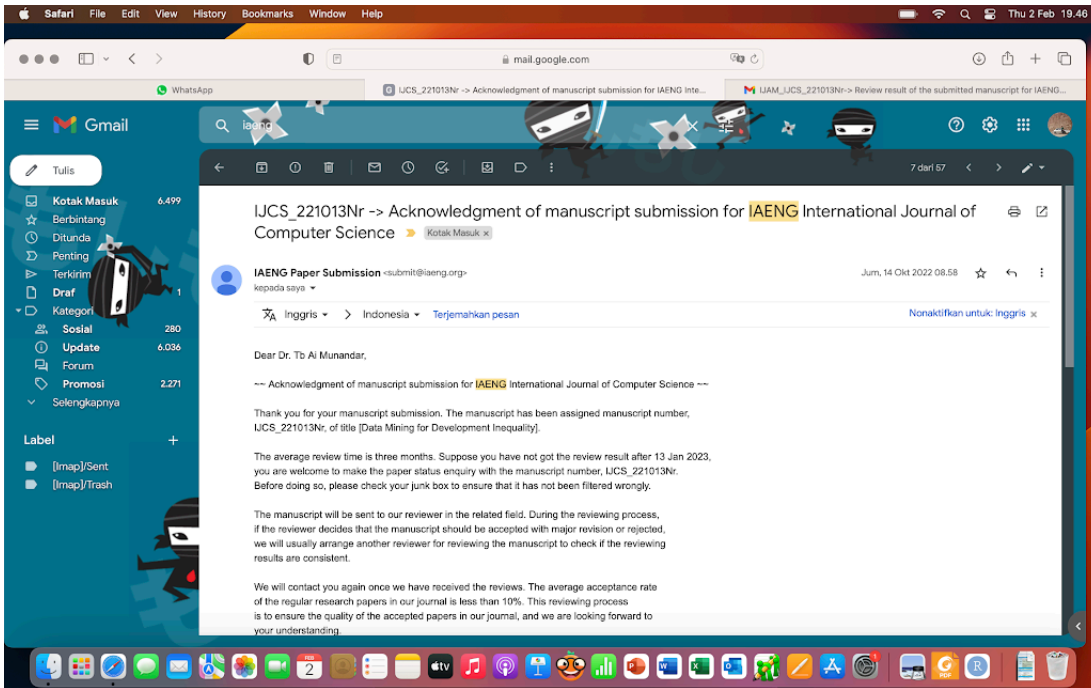 Safari File Edit View History Bookmarks Window Help Thu 2 Feb 19.46
mail.google.com
WhatsApp
IJCS_221013Nr -> Acknowledgment of manuscript submission for IAENG Inte...
IJAM_IJCS_221013Nr-> Review result of the submitted manuscript for IAENG...
Gmail
iaeng
Tulis
7 dari 57
Kotak Masuk 6.499
Berbintang
Ditunda
Penting
Terkirim
Draf 1
Kategori
Sosial 280
Update 6.036
Forum
Promosi 2.271
Selengkapnya
Label +
[Imap]/Sent
[Imap]/Trash
IJCS_221013Nr -> Acknowledgment of manuscript submission for IAENG International Journal of
Computer Science Kotak Masuk x
IAENG Paper Submission <submit@iaeng.org> Jum, 14 Okt 2022 08.58
kepada saya
Inggris > Indonesia Terjemahkan pesan Nonaktifkan untuk: Inggris x
Dear Dr. Tb Ai Munandar,
~~ Acknowledgment of manuscript submission for IAENG International Journal of Computer Science ~~
Thank you for your manuscript submission. The manuscript has been assigned manuscript number,
IJCS_221013Nr, of title [Data Mining for Development Inequality].
The average review time is three months. Suppose you have not got the review result after 13 Jan 2023,
you are welcome to make the paper status enquiry with the manuscript number, IJCS_221013Nr.
Before doing so, please check your junk box to ensure that it has not been filtered wrongly.
The manuscript will be sent to our reviewer in the related field. During the reviewing process,
if the reviewer decides that the manuscript should be accepted with major revision or rejected,
we will usually arrange another reviewer for reviewing the manuscript to check if the reviewing
results are consistent.
We will contact you again once we have received the reviews. The average acceptance rate
of the regular research papers in our journal is less than 10%. This reviewing process
is to ensure the quality of the accepted papers in our journal, and we are looking forward to
your understanding.
FEB
2
tv